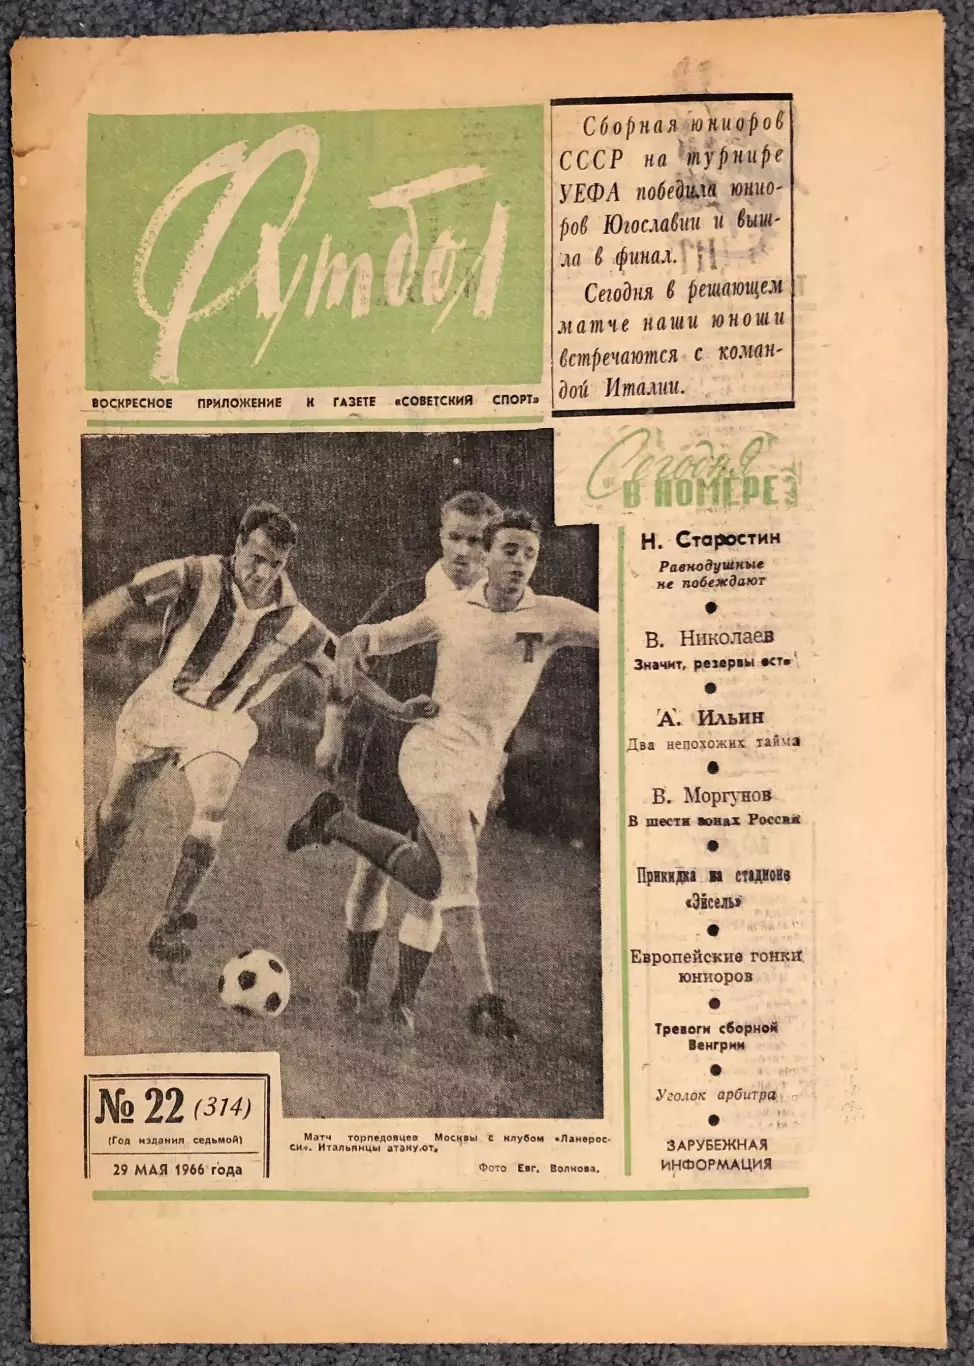 Футбол
ВОСКРЕСНОЕ ПРИЛОЖЕНИЕ К ГАЗЕТЕ «СОВЕТСКИЙ СПОРТ»
Сборная юниоров
СССР на турнире
УЕФА победила юнио-
ров Югославии и выш-
ла в финал.
Сегодня в решающем
матче наши юноши
встречаются с коман-
дой Италии.
Сегодня
В НОМЕРЕ
Н. Старостин
Равнодушные
не побеждают
В. Николаев
Значит, резервы есть!
А. Ильин
Два непохожих тайма
В. Моргунов
В шести зонах России
Прикидка на стадионе
«Эйсель»
Европейские гонки
юниоров
Тревоги сборной
Венгрии
Уголок арбитра
ЗАРУБЕЖНАЯ
ИНФОРМАЦИЯ
Т
№ 22 (314)
(Год издания седьмой)
29 МАЯ 1966 года
Матч торпедовцев Москвы с клубом «Ланерос-
си». Итальянцы атакуют.
Фото Евг. Волкова.